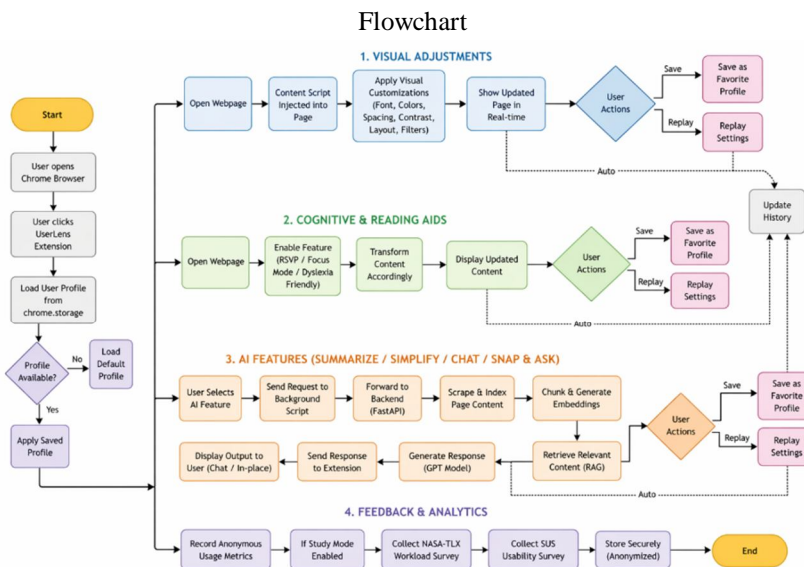 Flowchart
Start
User opens
Chrome Browser
User clicks
UserLens
Extension
Load User Profile
from
chrome.storage
Profile
Available?
No
Load
Default
Profile
Yes
Apply Saved
Profile
1. VISUAL ADJUSTMENTS
Open Webpage
Content Script
Injected into
Page
Apply Visual
Customizations
(Font, Colors,
Spacing, Contrast,
Layout, Filters)
Show Updated
Page in
Real-time
User
Actions
Save
Save as
Favorite
Profile
Replay
Replay
Settings
Auto
Update
History
2. COGNITIVE & READING AIDS
Open Webpage
Enable Feature
(RSVP / Focus
Mode / Dyslexia
Friendly)
Transform
Content
Accordingly
Display Updated
Content
User
Actions
Save
Save as
Favorite
Profile
Replay
Replay
Settings
Auto
3. AI FEATURES (SUMMARIZE / SIMPLIFY / CHAT / SNAP & ASK)
User Selects
AI Feature
Send Request to
Background
Script
Forward to
Backend
(FastAPI)
Scrape & Index
Page Content
Chunk & Generate
Embeddings
Retrieve Relevant
Content (RAG)
Generate Response
(GPT Model)
Send Response
to Extension
Display Output to
User (Chat / In-place)
User
Actions
Save
Save as
Favorite
Profile
Replay
Replay
Settings
Auto
4. FEEDBACK & ANALYTICS
Record Anonymous
Usage Metrics
If Study Mode
Enabled
Collect NASA-TLX
Workload Survey
Collect SUS
Usability Survey
Store Securely
(Anonymized)
End